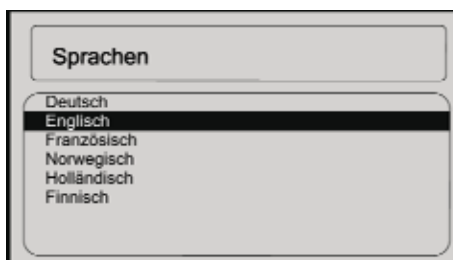 Sprachen
Deutsch
Englisch
Französisch
Norwegisch
Holländisch
Finnisch